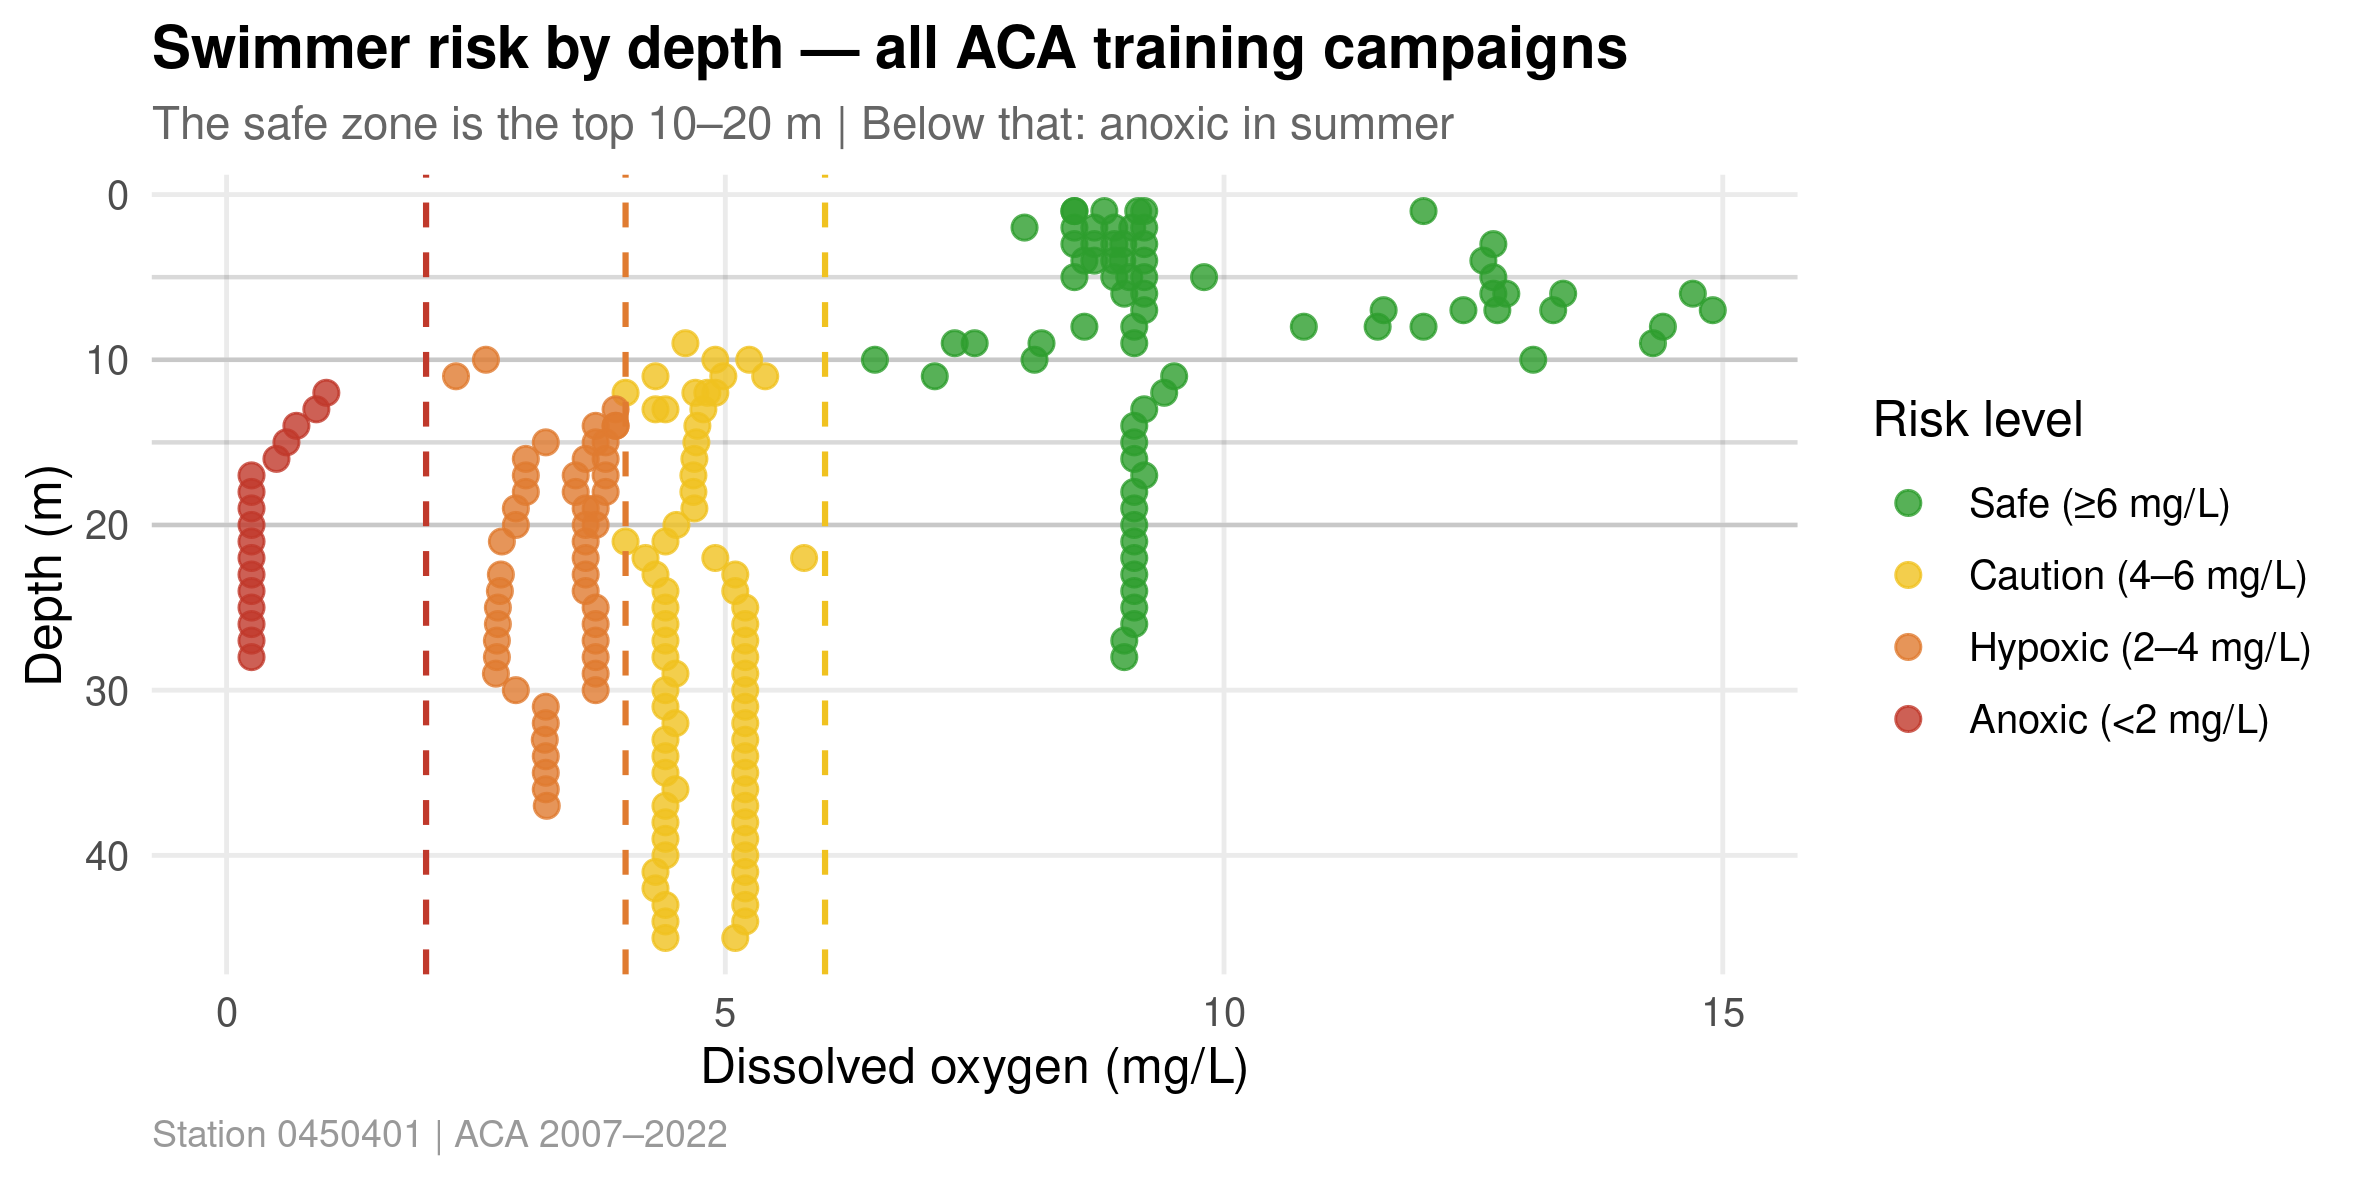 Swimmer risk by depth — all ACA training campaigns
The safe zone is the top 10–20 m | Below that: anoxic in summer
0
10
20
30
40
Depth (m)
0 5 10 15
Dissolved oxygen (mg/L)
Risk level
Safe (≥6 mg/L)
Caution (4–6 mg/L)
Hypoxic (2–4 mg/L)
Anoxic (<2 mg/L)
Station 0450401 | ACA 2007–2022